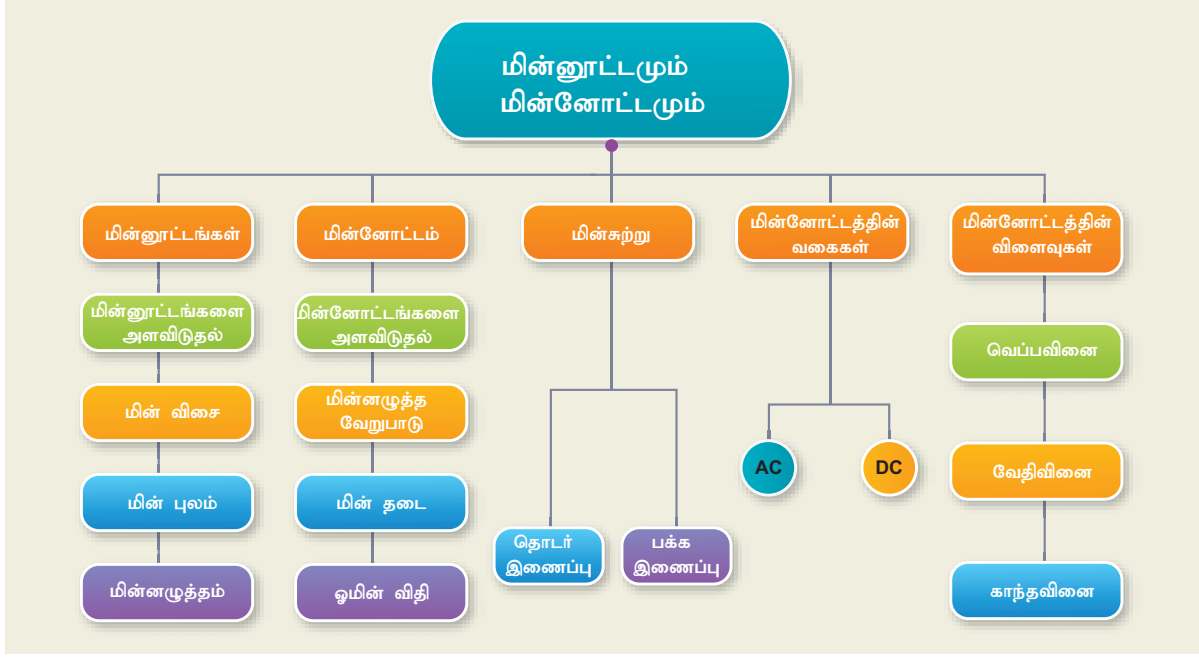 மின்னூட்டமும்
மின்னோட்டமும்
மின்னூட்டங்கள்
மின்னோட்டம்
மின்சுற்று
மின்னோட்டத்தின்
வகைகள்
மின்னோட்டத்தின்
விளைவுகள்
மின்னூட்டங்களை
அளவிடுதல்
மின்னோட்டங்களை
அளவிடுதல்
வெப்பவினை
மின் விசை
மின்னழுத்த
வேறுபாடு
AC
DC
வேதிவினை
மின் புலம்
மின் தடை
தொடர்
இணைப்பு
பக்க
இணைப்பு
மின்னழுத்தம்
ஓமின் விதி
காந்தவினை